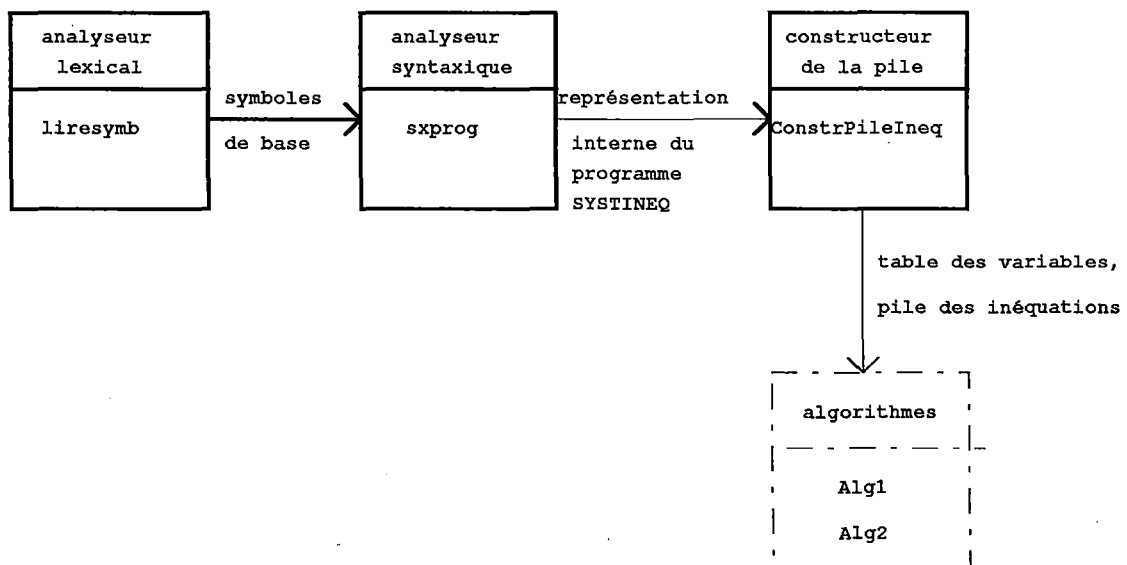 analyseur
lexical
liresymb
symboles
de base
analyseur
syntaxique
sxprog
représentation
interne du
programme
SYSTINEQ
constructeur
de la pile
ConstrPileIneq
table des variables,
pile des inéquations
algorithmes
Alg1
Alg2